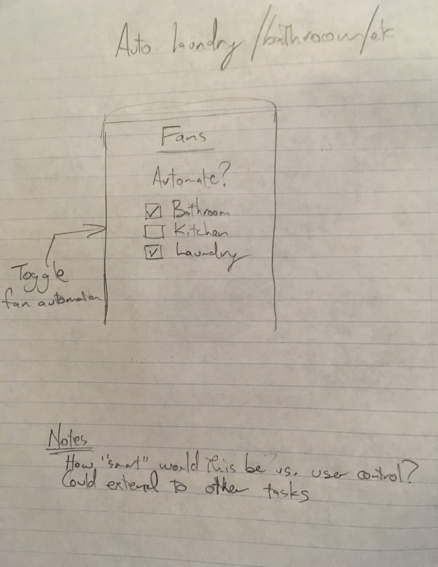 Auto laundry/bathroom/etc
Fans
Automate?
Bathroom
Kitchen
Laundry
Toggle
fan automation
Notes
How "smart" would this be vs. user control?
Could extend to other tasks